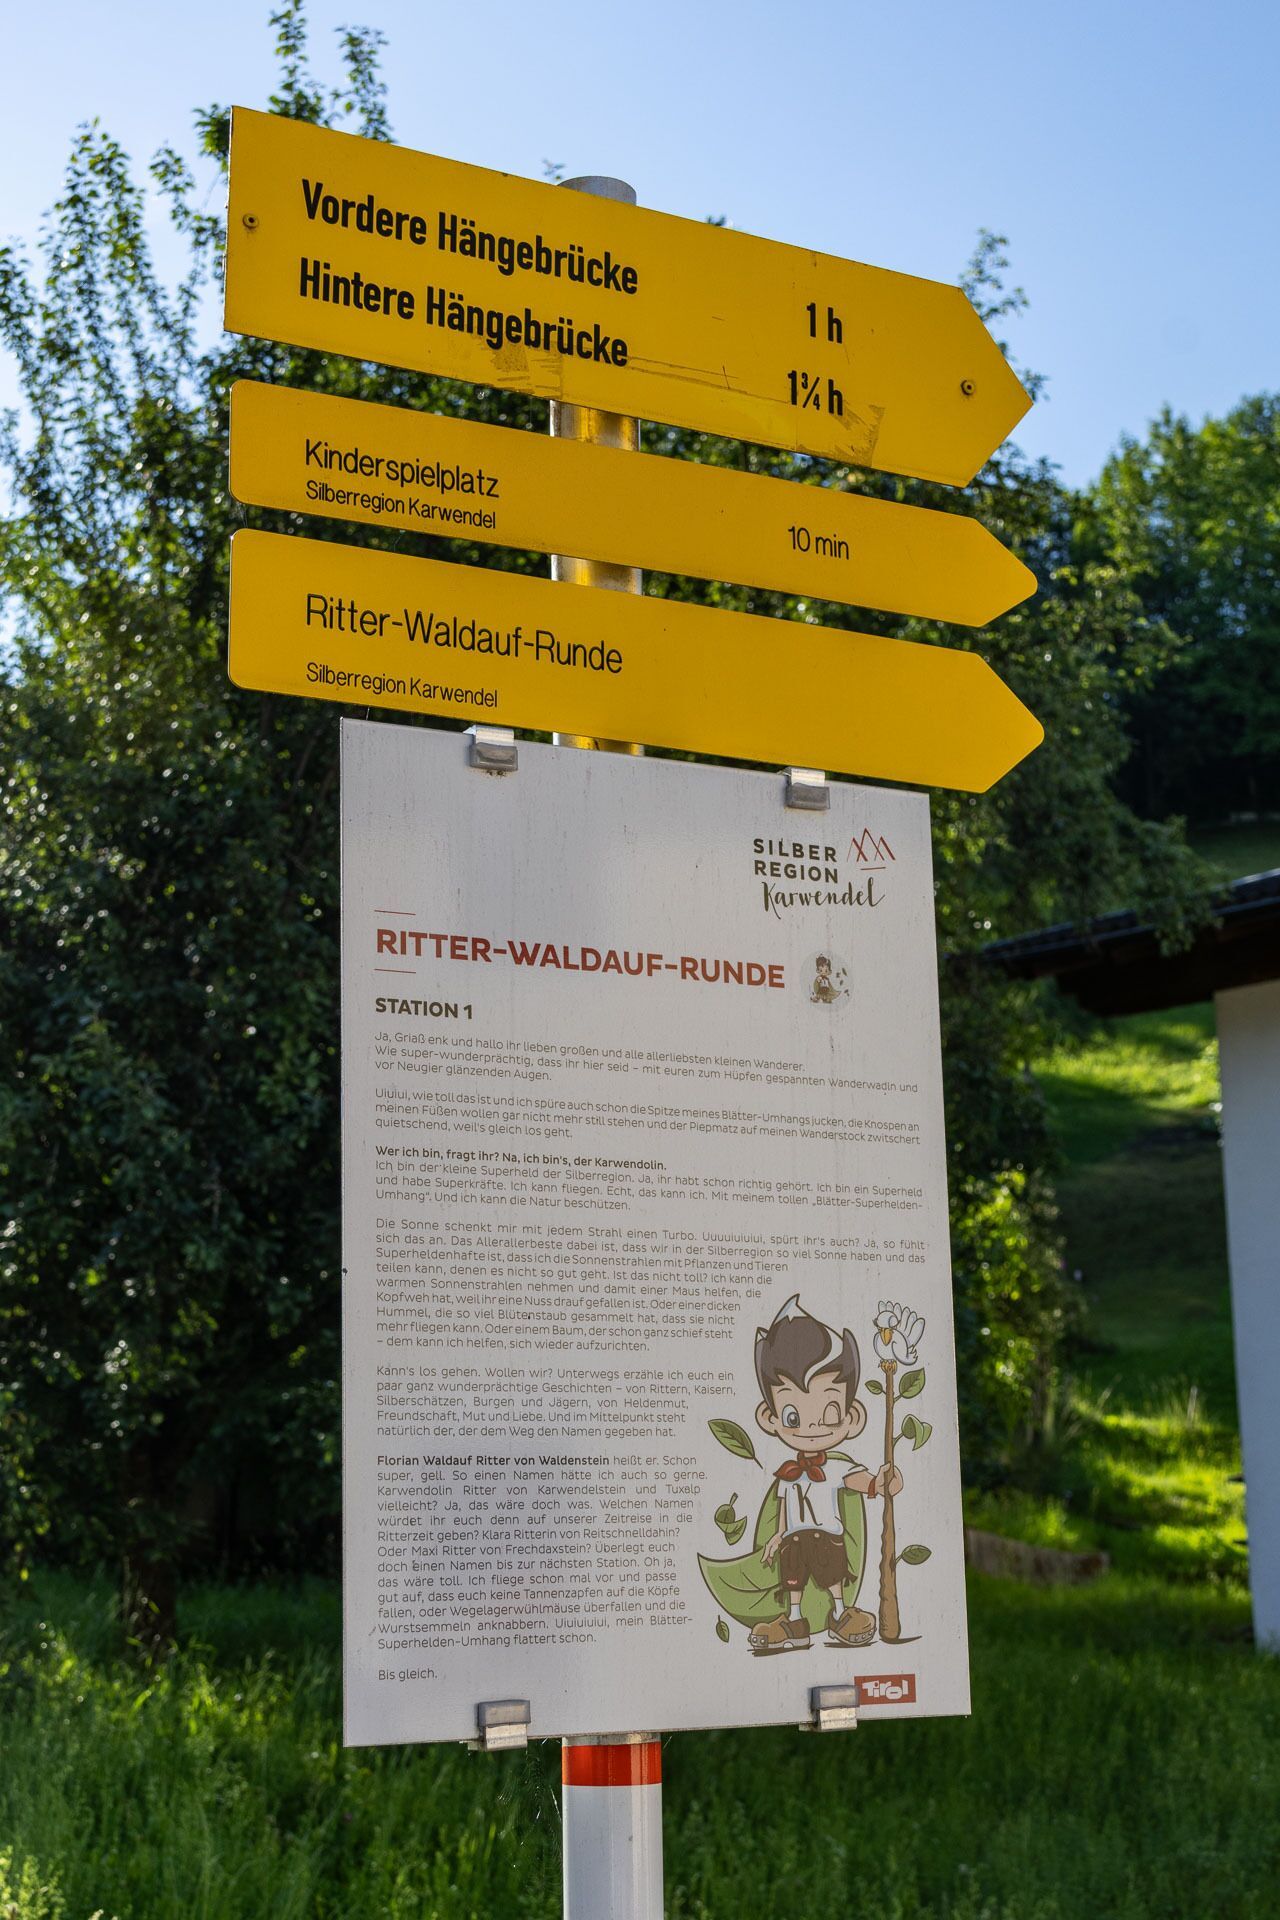 Vordere Hängebrücke 1 h
Hintere Hängebrücke 1¾ h
Kinderspielplatz
Silberregion Karwendel
10 min
Ritter-Waldauf-Runde
Silberregion Karwendel
SILBER
REGION
Karwendel
RITTER-WALDAUF-RUNDE
STATION 1
Ja, Griaß enk und hallo ihr lieben großen und alle allerliebsten kleinen Wanderer.
Wie super-wunderprächtig, dass ihr hier seid – mit euren zum Hüpfen gespannten Wanderwadln und
vor Neugier glänzenden Augen.
Uiuiui, wie toll das ist und ich spüre auch schon die Spitze meines Blätter-Umhangs jucken, die Knospen an
meinen Füßen wollen gar nicht mehr still stehen und der Piepmatz auf meinen Wanderstock zwitschert
quietschend, weil's gleich los geht.
Wer ich bin, fragt ihr? Na, ich bin's, der Karwendolin.
Ich bin der kleine Superheld der Silberregion. Ja, ihr habt schon richtig gehört. Ich bin ein Superheld
und habe Superkräfte. Ich kann fliegen. Echt, das kann ich. Mit meinem tollen „Blätter-Superhelden-
Umhang“. Und ich kann die Natur beschützen.
Die Sonne schenkt mir mit jedem Strahl einen Turbo. Uuuuiuiuiui, spürt ihr's auch? Ja, so fühlt
sich das an. Das Allerallerbeste dabei ist, dass wir in der Silberregion so viel Sonne haben und das
Superheldenhafte ist, dass ich die Sonnenstrahlen mit Pflanzen und Tieren
teilen kann, denen es nicht so gut geht. Ist das nicht toll? Ich kann die
warmen Sonnenstrahlen nehmen und damit einer Maus helfen, die
Kopfweh hat, weil ihr eine Nuss drauf gefallen ist. Oder einer dicken
Hummel, die so viel Blütenstaub gesammelt hat, dass sie nicht
mehr fliegen kann. Oder einem Baum, der schon ganz schief steht
– dem kann ich helfen, sich wieder aufzurichten.
Kann's los gehen. Wollen wir? Unterwegs erzähle ich euch ein
paar ganz wunderprächtige Geschichten – von Rittern, Kaisern,
Silberschätzen, Burgen und Jägern, von Heldenmut,
Freundschaft, Mut und Liebe. Und im Mittelpunkt steht
natürlich der, der dem Weg den Namen gegeben hat.
Florian Waldauf Ritter von Waldenstein heißt er. Schon
super, gell. So einen Namen hätte ich auch so gerne.
Karwendolin Ritter von Karwendelstein und Tuxalp
vielleicht? Ja, das wäre doch was. Welchen Namen
würdet ihr euch denn auf unserer Zeitreise in die
Ritterzeit geben? Klara Ritterin von Reitschnelldahin?
Oder Maxi Ritter von Frechdaxstein? Überlegt euch
doch einen Namen bis zur nächsten Station. Oh ja,
das wäre toll. Ich fliege schon mal vor und passe
gut auf, dass euch keine Tannenzapfen auf die Köpfe
fallen, oder Wegelagerwühlmäuse überfallen und die
Wurstsemmeln anknabbern. Uiuiuiuiui, mein Blätter-
Superhelden-Umhang flattert schon.
Bis gleich.
K
Tirol